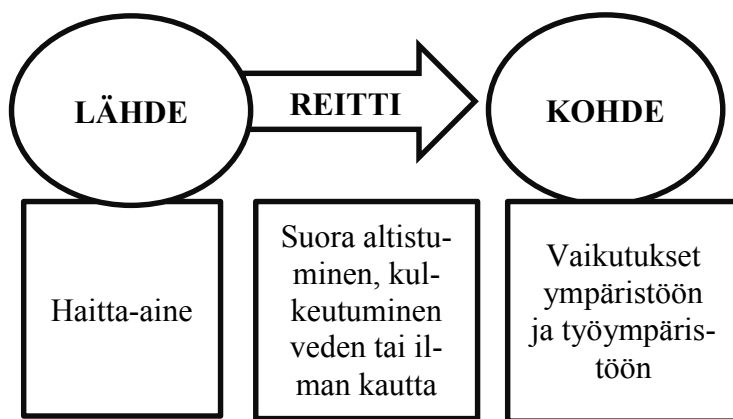 LÄHDE
REITTI
KOHDE
Haitta-aine
Suora altistu-
minen, kul-
keutuminen
veden tai il-
man kautta
Vaikutukset
ympäristöön
ja työympäris-
töön